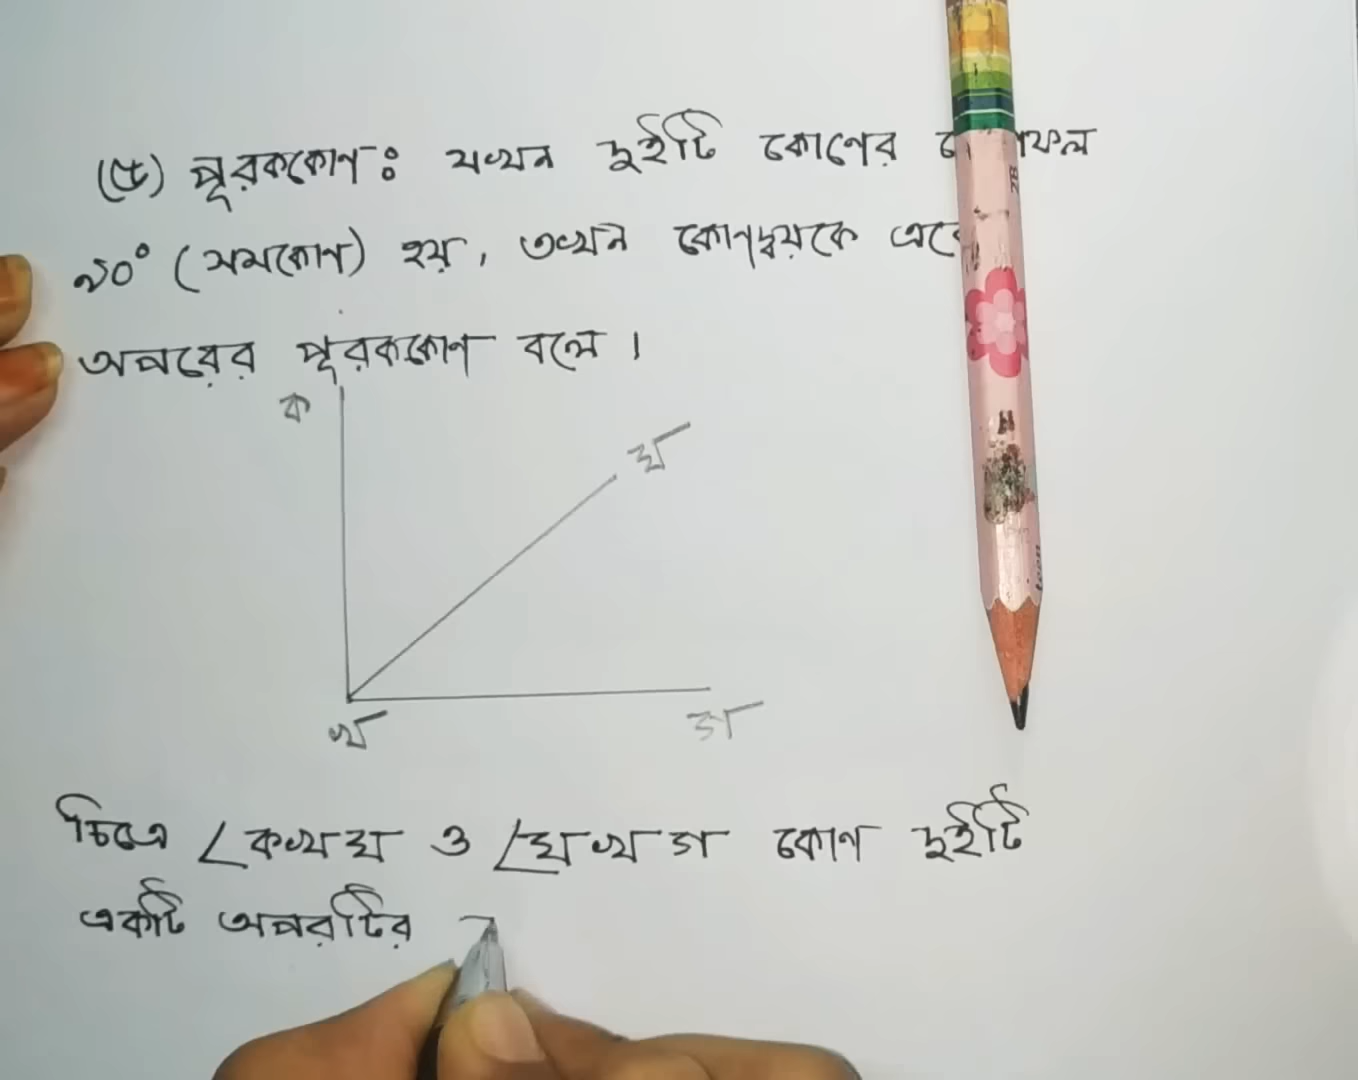 (৫) পূরককোণঃ যখন দুইটি কোণের
৯০° (সমকোণ) হয়, তখন কোণদ্বয়কে
অপরের পূরককোণ বলে ।
ক
ঘ
খ
গ
চিত্রে ∠কখঘ ও ∠ঘখগ কোণ দুইটি
একটি অপরটির